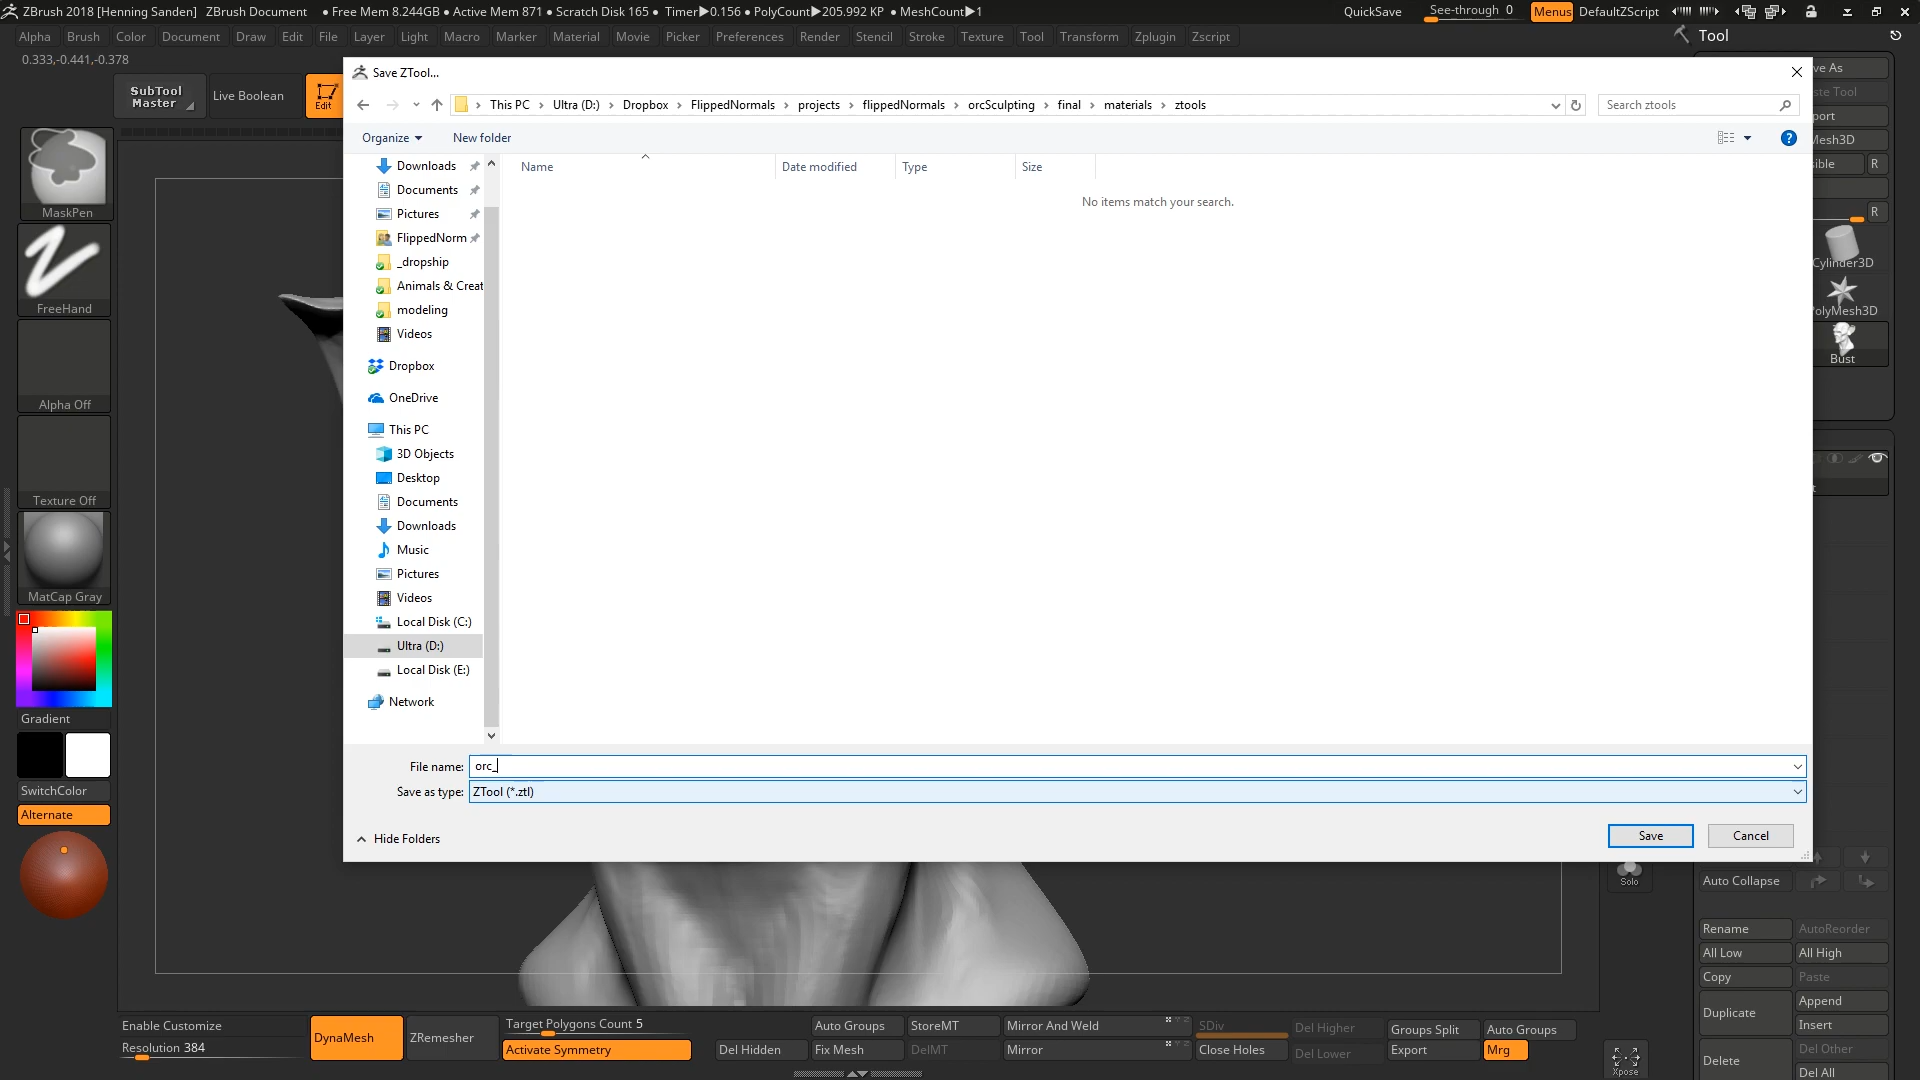 ZBrush 2018 [Henning Sanden] ZBrush Document • Free Mem 8.244GB • Active Mem 871 • Scratch Disk 165 • Timer▶0.156 • PolyCount▶205.992 KP • MeshCount▶1 QuickSave See-through 0 Menus DefaultZScript
Alpha Brush Color Document Draw Edit File Layer Light Macro Marker Material Movie Picker Preferences Render Stencil Stroke Texture Tool Transform Zplugin Zscript Tool
0.333,-0.441,-0.378
SubTool
Master
Live Boolean
Edit
MaskPen
FreeHand
Alpha Off
Texture Off
MatCap Gray
Gradient
SwitchColor
Alternate
Save ZTool...
This PC Ultra (D:) Dropbox FlippedNormals projects flippedNormals orcSculpting final materials ztools Search ztools
Organize New folder
Name Date modified Type Size
No items match your search.
Downloads
Documents
Pictures
FlippedNorm
_dropship
Animals & Creat
modeling
Videos
Dropbox
OneDrive
This PC
3D Objects
Desktop
Documents
Downloads
Music
Pictures
Videos
Local Disk (C:)
Ultra (D:)
Local Disk (E:)
Network
File name: orc_
Save as type: ZTool (*.ztl)
Hide Folders Save Cancel
ve As
ste Tool
port
Mesh3D
ible R
R
Cylinder3D
PolyMesh3D
Bust
Solo
Auto Collapse
Rename AutoReorder
All Low All High
Copy Paste
Duplicate Append
Insert
Delete Del Other
Del All
Enable Customize
Resolution 384
DynaMesh
ZRemesher
Target Polygons Count 5
Activate Symmetry
Del Hidden
Auto Groups
Fix Mesh
StoreMT
DelMT
Mirror And Weld
Mirror
SDiv
Close Holes
Del Higher
Del Lower
Groups Split
Export
Auto Groups
Mrg
Xpose